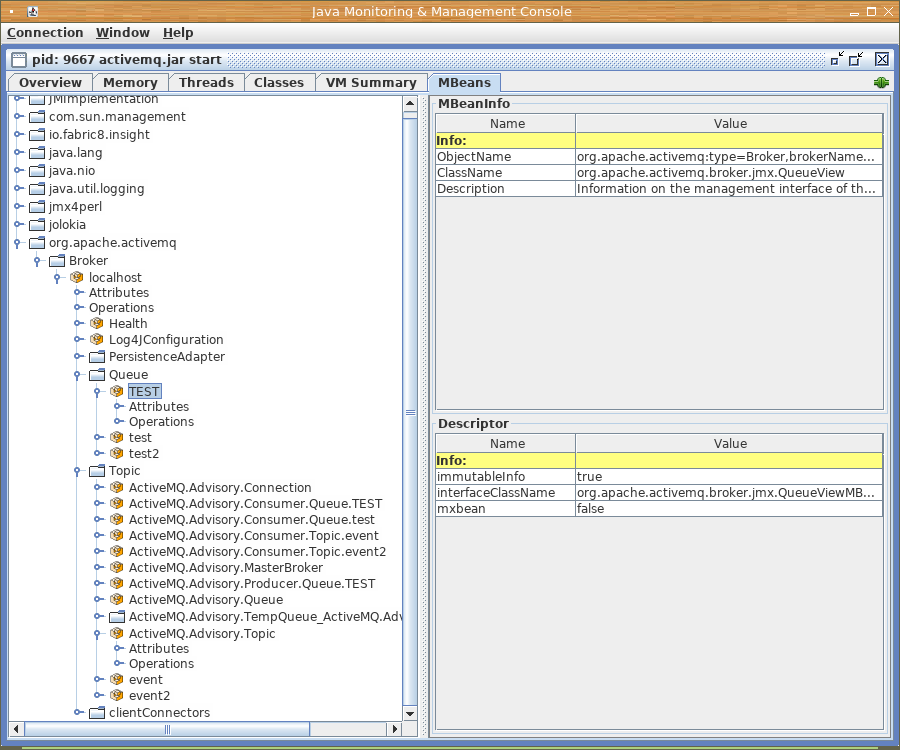 Java Monitoring & Management Console
Connection Window Help
pid: 9667 activemq.jar start
Overview Memory Threads Classes VM Summary MBeans
JMImplementation
com.sun.management
io.fabric8.insight
java.lang
java.nio
java.util.logging
jmx4perl
jolokia
org.apache.activemq
Broker
localhost
Attributes
Operations
Health
Log4JConfiguration
PersistenceAdapter
Queue
TEST
Attributes
Operations
test
test2
Topic
ActiveMQ.Advisory.Connection
ActiveMQ.Advisory.Consumer.Queue.TEST
ActiveMQ.Advisory.Consumer.Queue.test
ActiveMQ.Advisory.Consumer.Topic.event
ActiveMQ.Advisory.Consumer.Topic.event2
ActiveMQ.Advisory.MasterBroker
ActiveMQ.Advisory.Producer.Queue.TEST
ActiveMQ.Advisory.Queue
ActiveMQ.Advisory.TempQueue_ActiveMQ.Adv
ActiveMQ.Advisory.Topic
Attributes
Operations
event
event2
clientConnectors
MBeanInfo
Name Value
Info:
ObjectName org.apache.activemq:type=Broker,brokerName...
ClassName org.apache.activemq.broker.jmx.QueueView
Description Information on the management interface of th...
Descriptor
Name Value
Info:
immutableInfo true
interfaceClassName org.apache.activemq.broker.jmx.QueueViewMB...
mxbean false